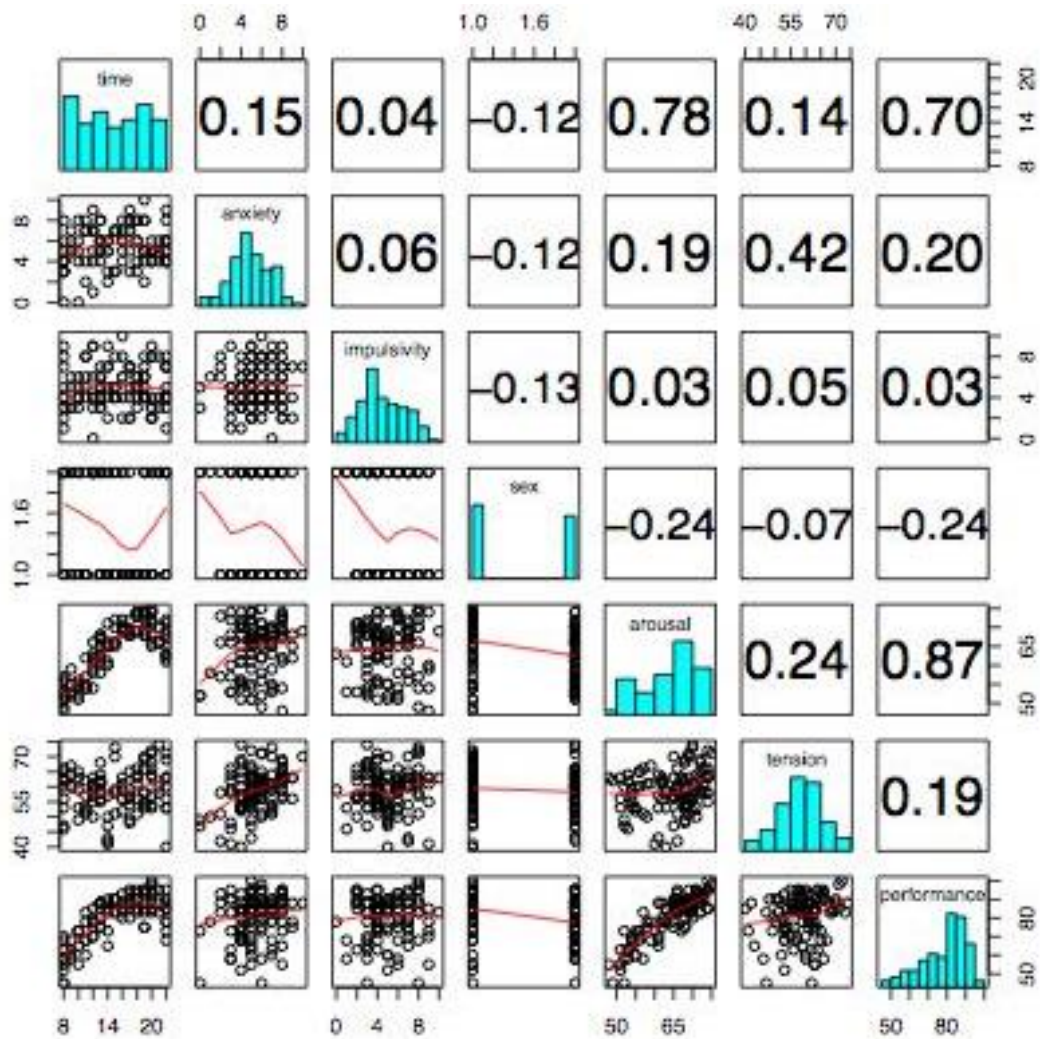 0 4 8 1.0 1.6 40 55 70
time 0.15 0.04 −0.12 0.78 0.14 0.70 8 14 20
0 4 8 anxiety 0.06 −0.12 0.19 0.42 0.20
impulsivity −0.13 0.03 0.05 0.03 0 4 8
1.0 1.6 sex −0.24 −0.07 −0.24
arousal 0.24 0.87 50 65
40 55 70 tension 0.19
performance 50 80
8 14 20 0 4 8 50 65 50 80